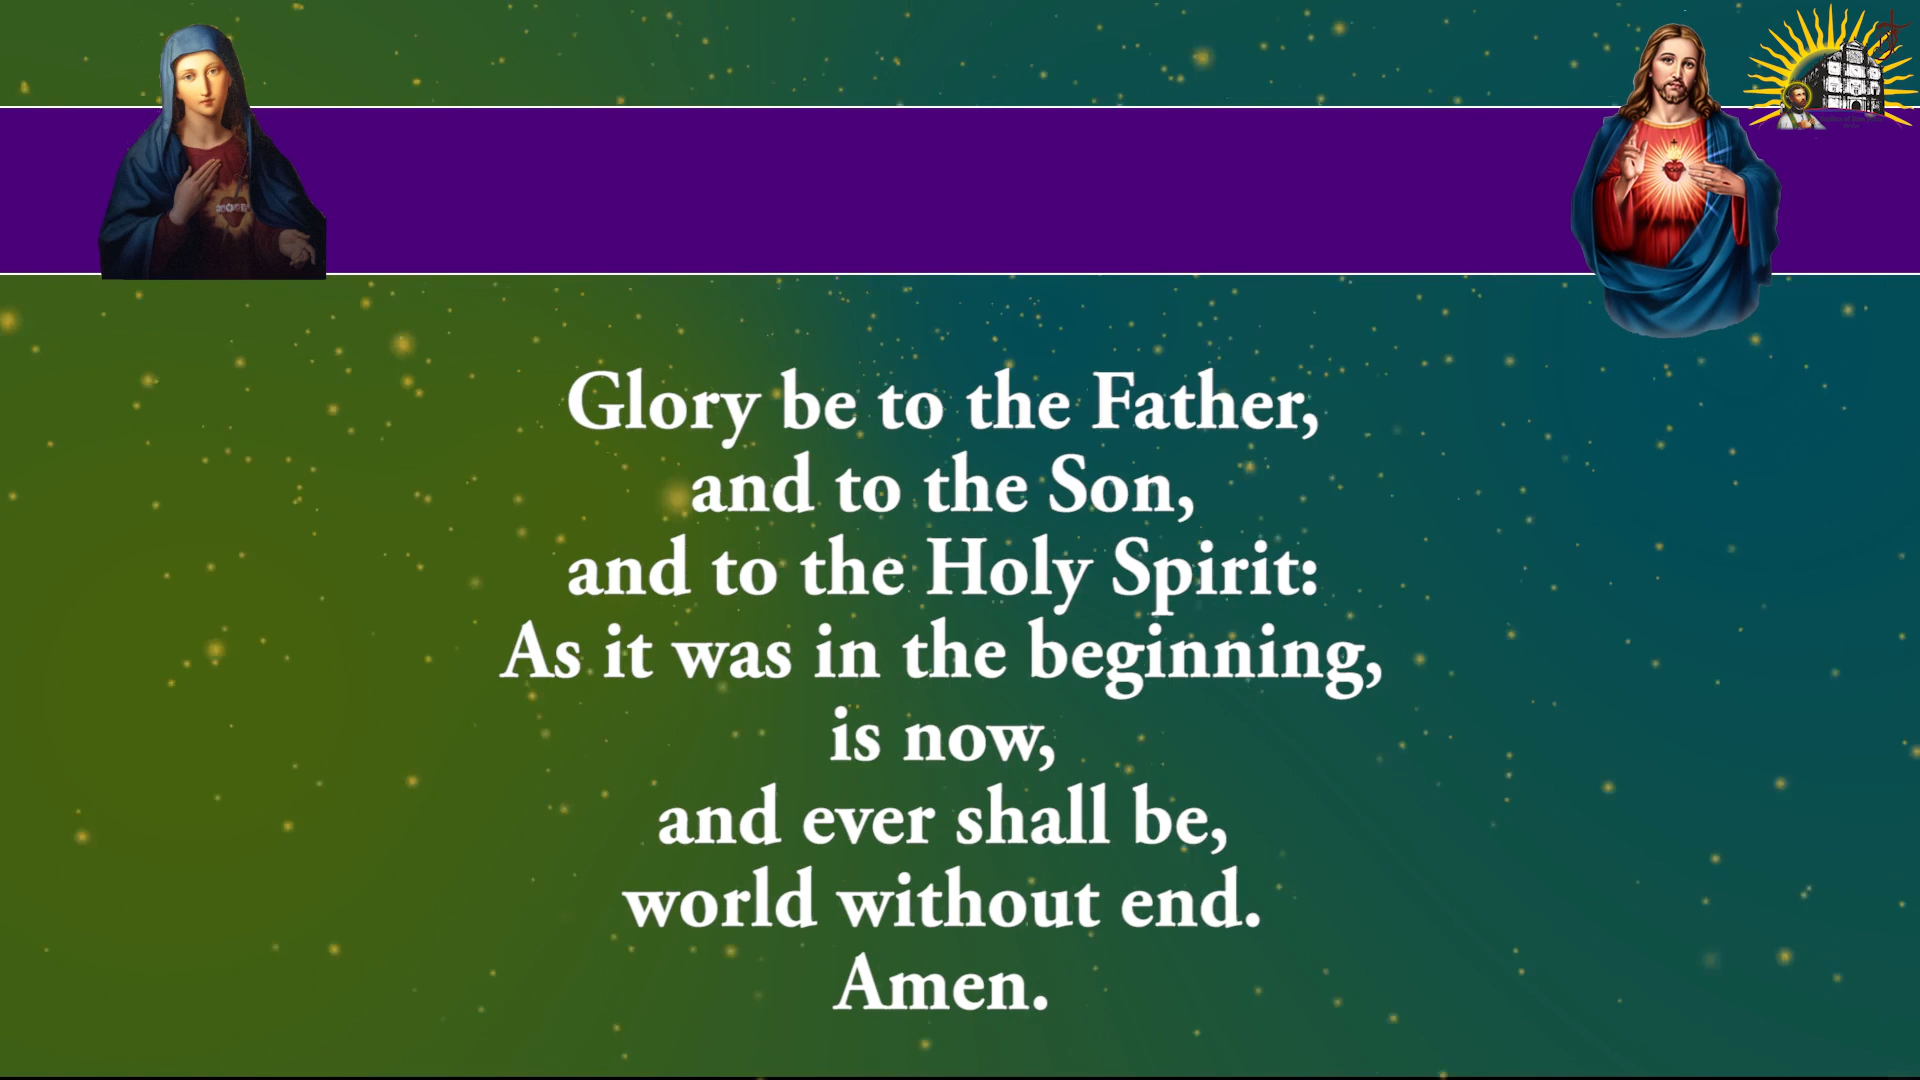 Glory be to the Father,
and to the Son,
and to the Holy Spirit:
As it was in the beginning,
is now,
and ever shall be,
world without end.
Amen.